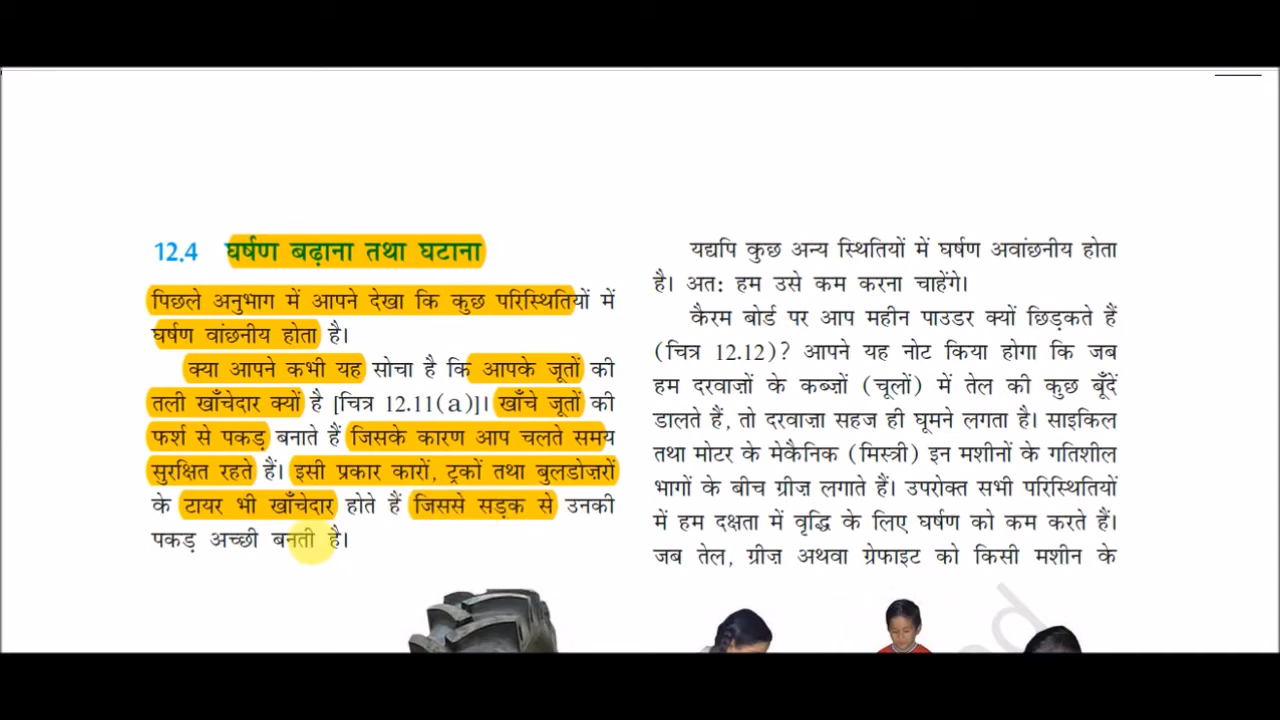 12.4 घर्षण बढ़ाना तथा घटाना
पिछले अनुभाग में आपने देखा कि कुछ परिस्थितियों में
घर्षण वांछनीय होता है।
क्या आपने कभी यह सोचा है कि आपके जूतों की
तली खाँचेदार क्यों है [चित्र 12.11(a)]। खाँचे जूतों की
फर्श से पकड़ बनाते हैं जिसके कारण आप चलते समय
सुरक्षित रहते हैं। इसी प्रकार कारों, ट्रकों तथा बुलडोज़रों
के टायर भी खाँचेदार होते हैं जिससे सड़क से उनकी
पकड़ अच्छी बनती है।
यद्यपि कुछ अन्य स्थितियों में घर्षण अवांछनीय होता
है। अतः हम उसे कम करना चाहेंगे।
कैरम बोर्ड पर आप महीन पाउडर क्यों छिड़कते हैं
(चित्र 12.12)? आपने यह नोट किया होगा कि जब
हम दरवाज़ों के कब्ज़ों (चूलों) में तेल की कुछ बूँदें
डालते हैं, तो दरवाजा सहज ही घूमने लगता है। साइकिल
तथा मोटर के मेकैनिक (मिस्त्री) इन मशीनों के गतिशील
भागों के बीच ग्रीज़ लगाते हैं। उपरोक्त सभी परिस्थितियों
में हम दक्षता में वृद्धि के लिए घर्षण को कम करते हैं।
जब तेल, ग्रीज़ अथवा ग्रेफाइट को किसी मशीन के